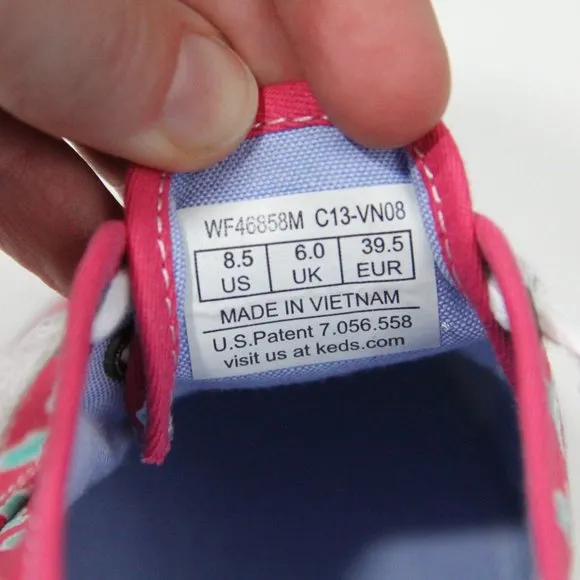 WF46858M C13-VN08
8.5 6.0 39.5
US UK EUR
MADE IN VIETNAM
U.S.Patent 7.056.558
visit us at keds.com